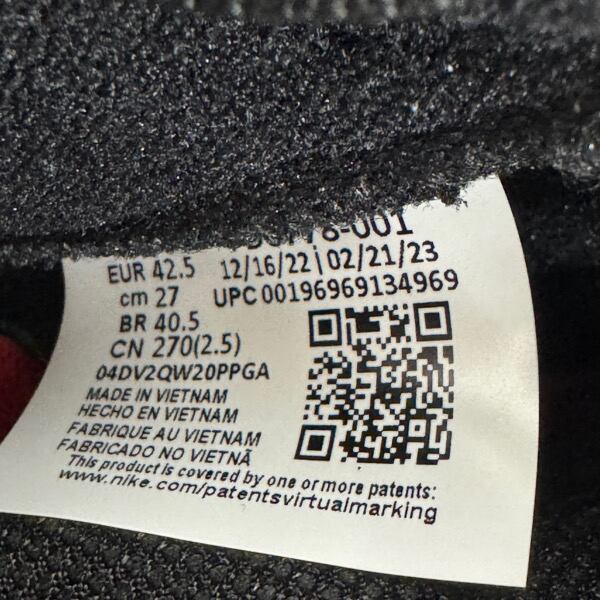 EUR 42.5 12/16/22 | 02/21/23
cm 27 UPC 00196969134969
BR 40.5
CN 270(2.5)
04DV2QW20PPGA
MADE IN VIETNAM
HECHO EN VIETNAM
FABRIQUE AU VIETNAM
FABRICADO NO VIETNÃ
This product is covered by one or more patents:
www.nike.com/patentsvirtualmarking